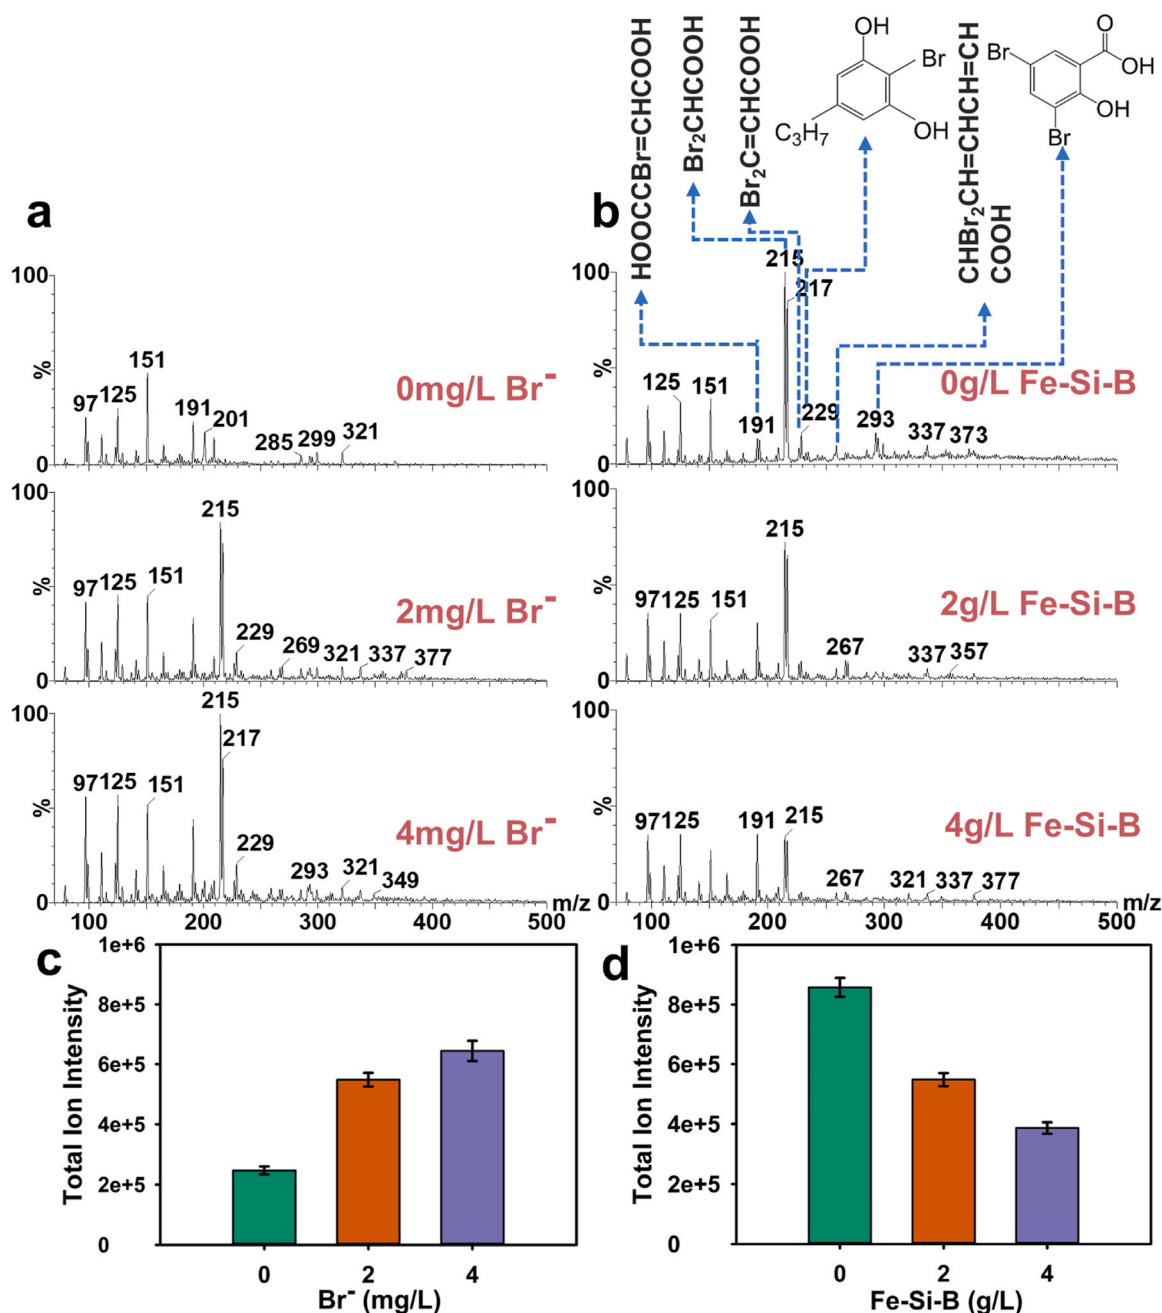 HOOCCBr=CHCOOH
Br₂CHCOOH
Br₂C=CHCOOH
OH
Br
OH
C₃H₇
CHBr₂CH=CHCH=CH
COOH
O
OH
OH
Br
Br
a
100
%
0
97
125
151
191
201
285
299
321
0mg/L Br⁻
100
%
0
97
125
151
215
229
269
321
337
377
2mg/L Br⁻
100
%
0
97
125
151
215
217
229
293
321
349
4mg/L Br⁻
100 200 300 400 500 m/z
b
100
%
0
125
151
191
215
217
229
293
337
373
0g/L Fe-Si-B
100
%
0
97
125
151
215
267
337
357
2g/L Fe-Si-B
100
%
0
97
125
191
215
267
321
337
377
4g/L Fe-Si-B
100 200 300 400 500
c
Total Ion Intensity
1e+6
8e+5
6e+5
4e+5
2e+5
0
0 2 4
Br⁻ (mg/L)
d
Total Ion Intensity
1e+6
8e+5
6e+5
4e+5
2e+5
0
0 2 4
Fe-Si-B (g/L)